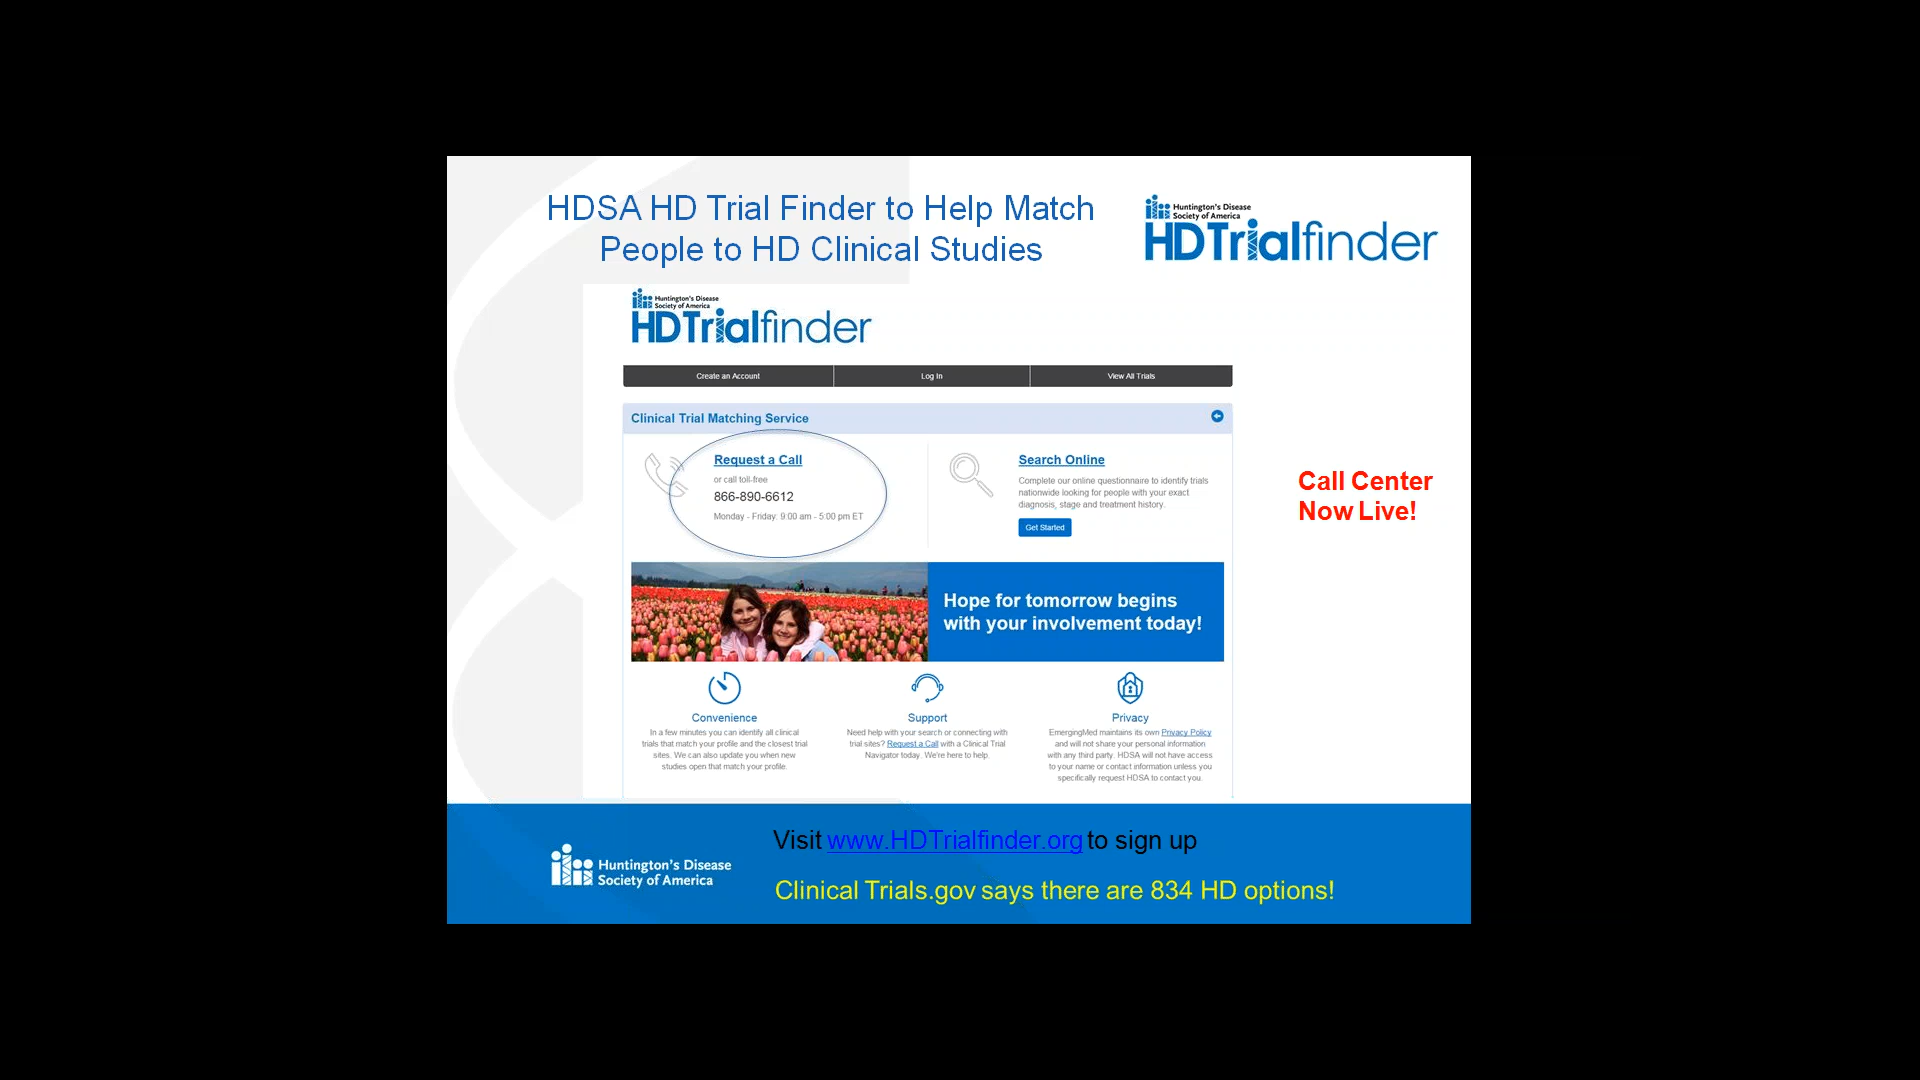 HDSA HD Trial Finder to Help Match
People to HD Clinical Studies
Huntington's Disease
Society of America
HDTrialfinder
Huntington's Disease
Society of America
HDTrialfinder
Create an Account
Log In
View All Trials
Clinical Trial Matching Service
Request a Call
or call toll-free
866-890-6612
Monday - Friday: 9:00 am - 5:00 pm ET
Search Online
Complete our online questionnaire to identify trials
nationwide looking for people with your exact
diagnosis, stage and treatment history.
Get Started
Call Center
Now Live!
Hope for tomorrow begins
with your involvement today!
Convenience
In a few minutes you can identify all clinical
trials that match your profile and the closest trial
sites. We can also update you when new
studies open that match your profile.
Support
Need help with your search or connecting with
trial sites? Request a Call with a Clinical Trial
Navigator today. We're here to help.
Privacy
EmergingMed maintains its own Privacy Policy
and will not share your personal information
with any third party. HDSA will not have access
to your name or contact information unless you
specifically request HDSA to contact you.
Huntington's Disease
Society of America
Visit www.HDTrialfinder.org to sign up
Clinical Trials.gov says there are 834 HD options!